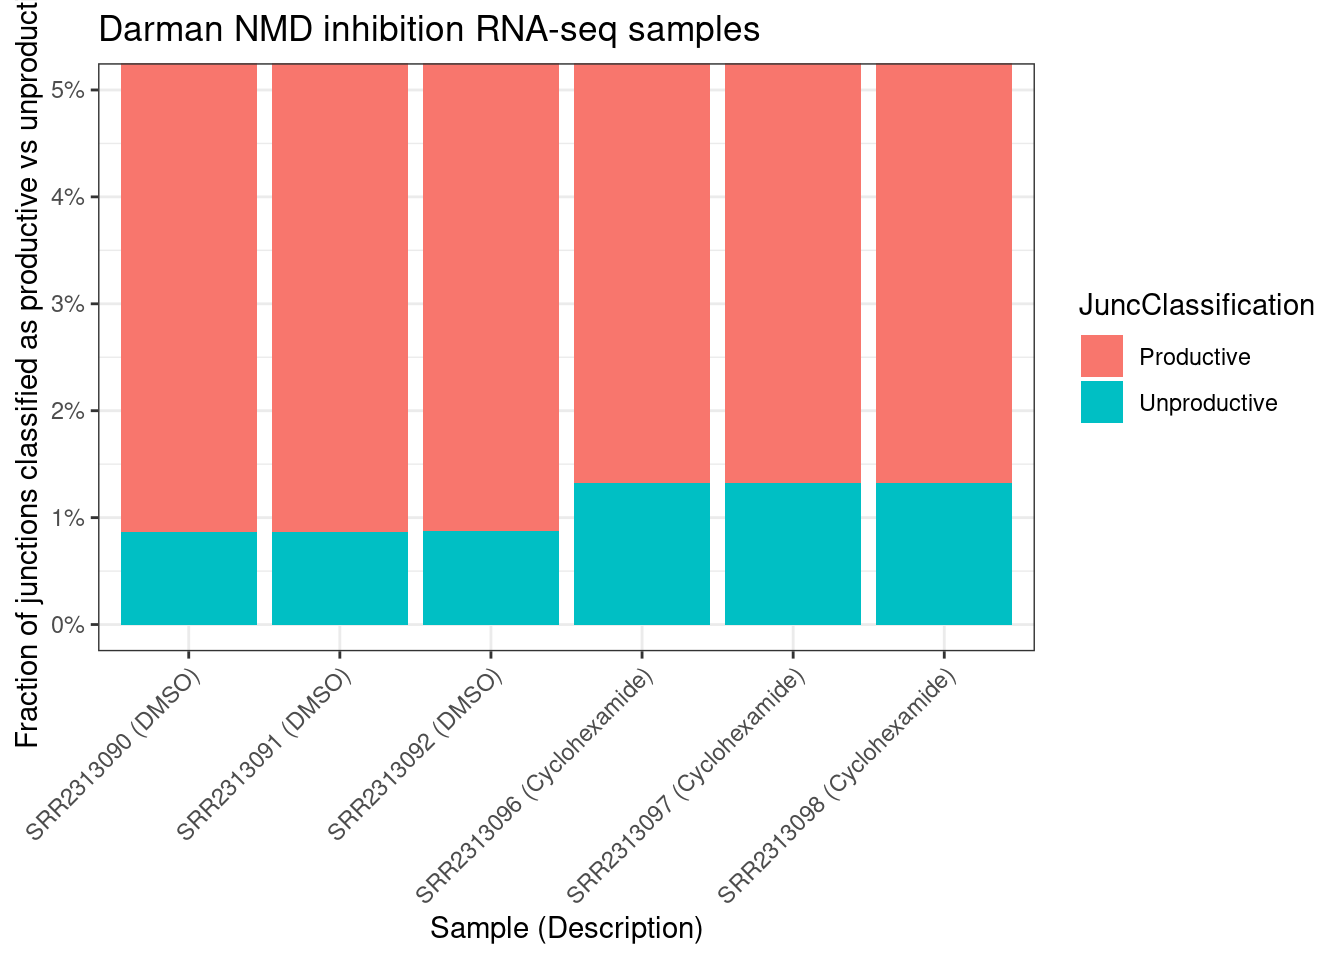 Darman NMD inhibition RNA-seq samples
Fraction of junctions classified as productive vs unproduct
5%
4%
3%
2%
1%
0%
SRR2313090 (DMSO)
SRR2313091 (DMSO)
SRR2313092 (DMSO)
SRR2313096 (Cyclohexamide)
SRR2313097 (Cyclohexamide)
SRR2313098 (Cyclohexamide)
Sample (Description)
JuncClassification
Productive
Unproductive